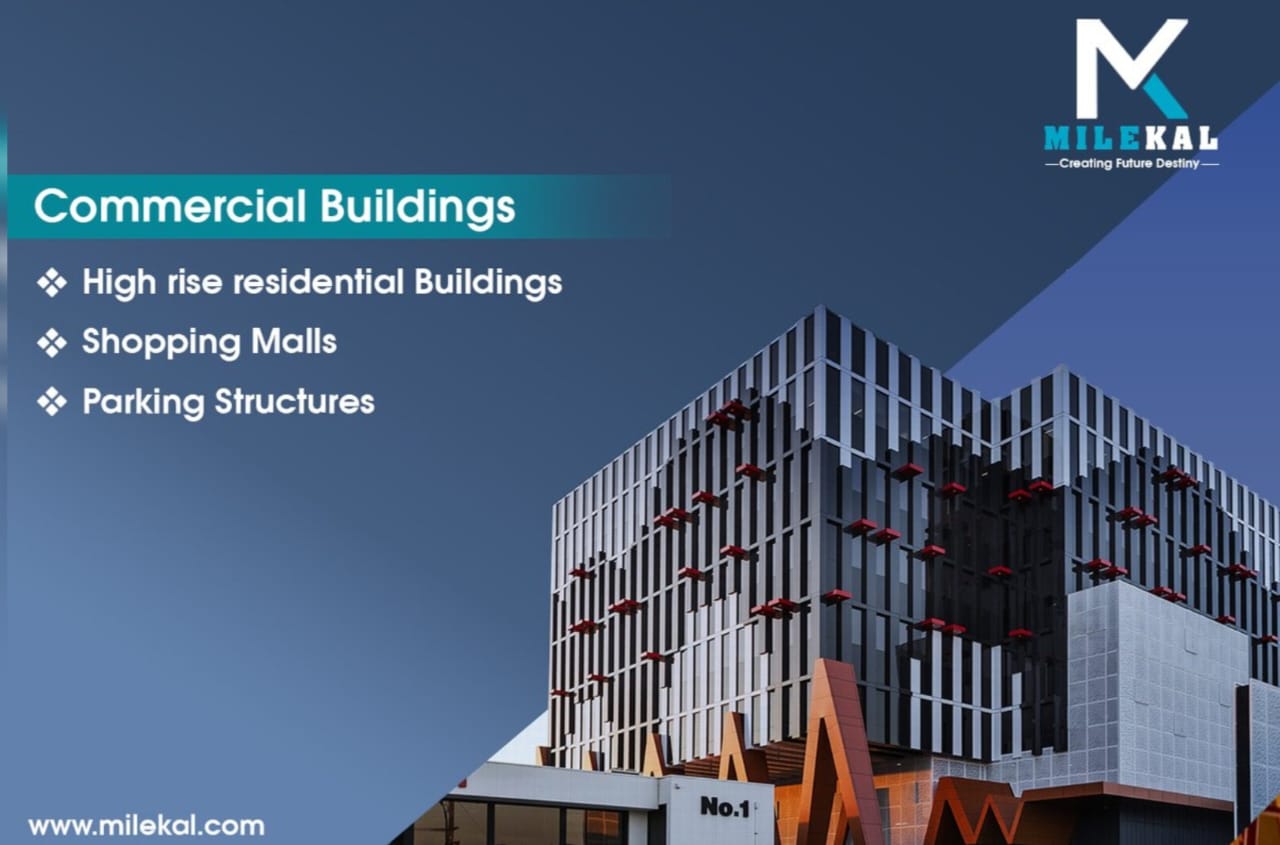 MILEKAL
Creating Future Destiny
Commercial Buildings
High rise residential Buildings
Shopping Malls
Parking Structures
No.1
www.milekal.com